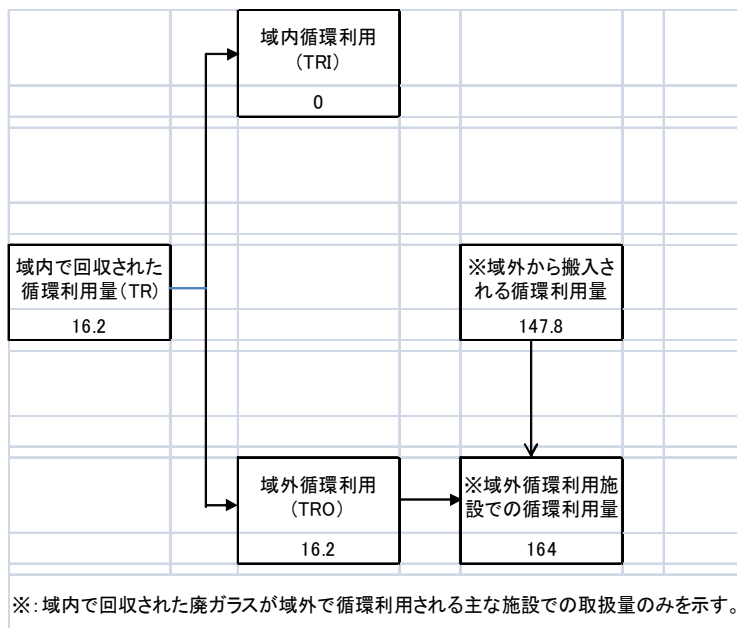 域内循環利用
(TRI)
0
域内で回収された
循環利用量(TR)
16.2
※域外から搬入さ
れる循環利用量
147.8
域外循環利用
(TRO)
16.2
※域外循環利用施
設での循環利用量
164
※：域内で回収された廃ガラスが域外で循環利用される主な施設での取扱量のみを示す。